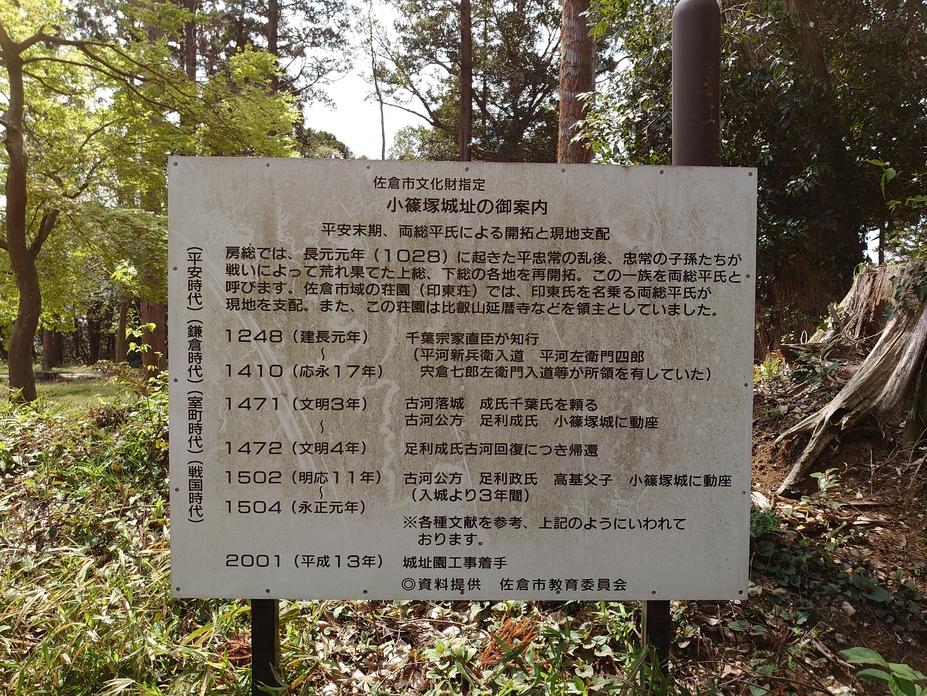 佐倉市文化財指定
小篠塚城址の御案内
平安末期、両総平氏による開拓と現地支配
(平安時代)(鎌倉時代)(室町時代)(戦国時代)
房総では、長元元年（1028）に起きた平忠常の乱後、忠常の子孫たちが
戦いによって荒れ果てた上総、下総の各地を再開拓。この一族を両総平氏と
呼びます。佐倉市域の荘園（印東荘）では、印東氏を名乗る両総平氏が
現地を支配。また、この荘園は比叡山延暦寺などを領主としていました。
1248（建長元年） 千葉宗家直臣が知行
～ （平河新兵衛入道　平河左衛門四郎
1410（応永17年） 宍倉七郎左衛門入道等が所領を有していた）
1471（文明3年） 古河落城　成氏千葉氏を頼る
～ 古河公方　足利成氏　小篠塚城に動座
1472（文明4年） 足利成氏古河回復につき帰還
1502（明応11年） 古河公方　足利政氏　高基父子　小篠塚城に動座
～ （入城より3年間）
1504（永正元年）
※各種文献を参考、上記のようにいわれて
おります。
2001（平成13年） 城址園工事着手
◎資料提供　佐倉市教育委員会